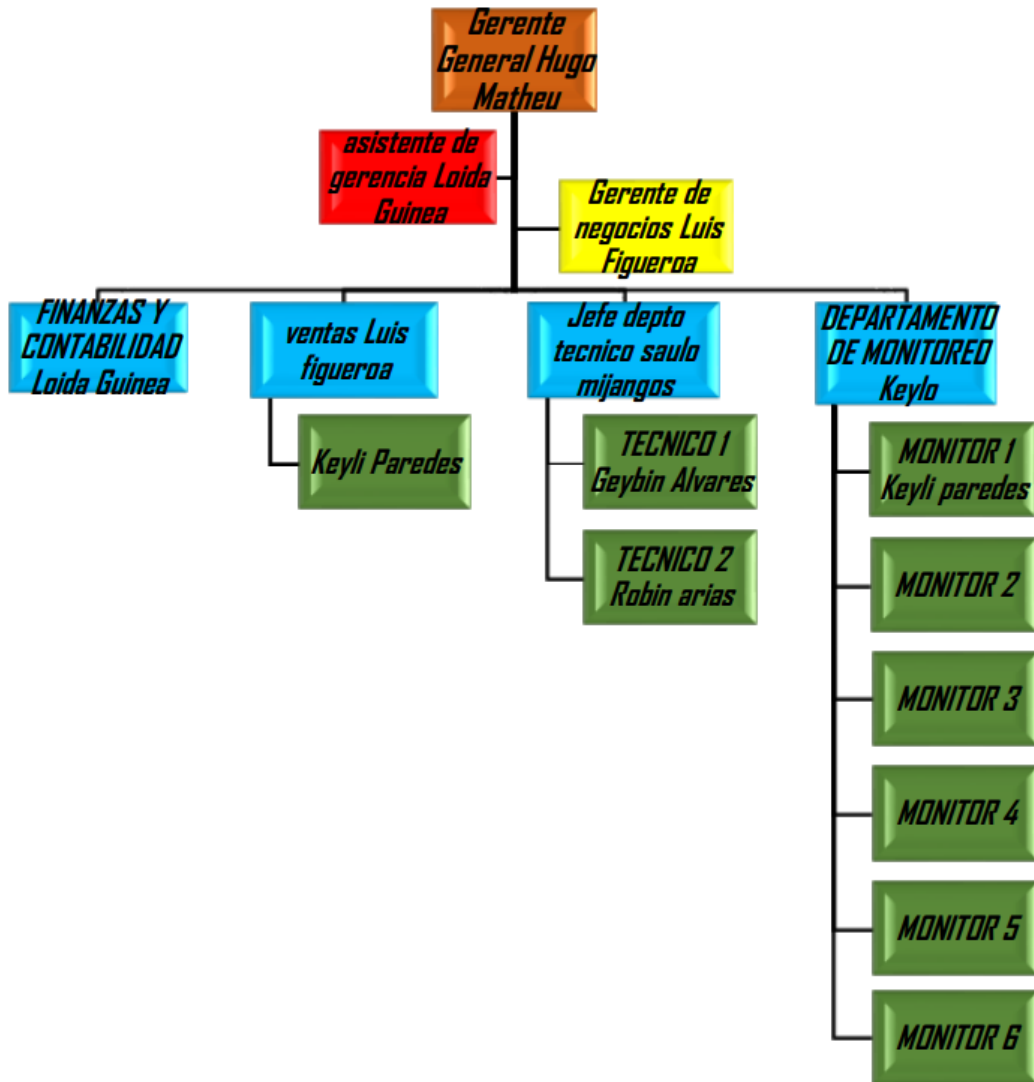 Gerente
General Hugo
Matheu
asistente de
gerencia Loida
Guinea
Gerente de
negocios Luis
Figueroa
FINANZAS Y
CONTABILIDAD
Loida Guinea
ventas Luis
figueroa
Jefe depto
tecnico saulo
mijangos
DEPARTAMENTO
DE MONITOREO
Keylo
Keyli Paredes
TECNICO 1
Geybin Alvares
TECNICO 2
Robin arias
MONITOR 1
Keyli paredes
MONITOR 2
MONITOR 3
MONITOR 4
MONITOR 5
MONITOR 6